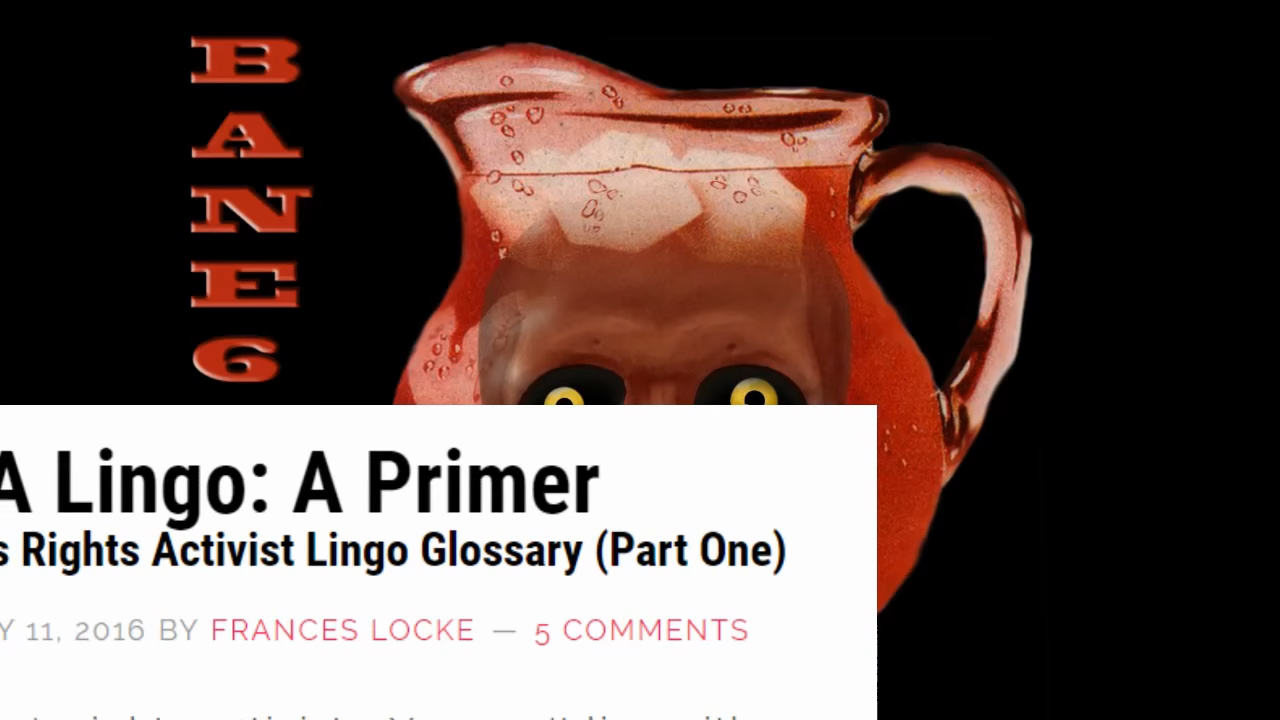 BANE6
A Lingo: A Primer
s Rights Activist Lingo Glossary (Part One)
Y 11, 2016 BY FRANCES LOCKE — 5 COMMENTS